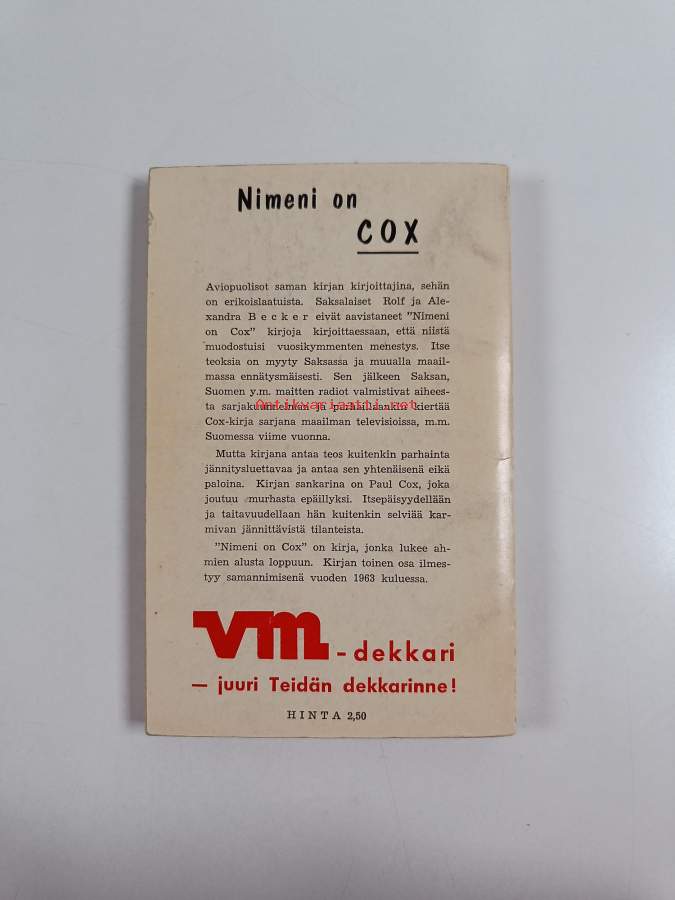 Nimeni on
COX
Aviopuolisot saman kirjan kirjoittajina, sehän
on erikoislaatuista. Saksalaiset Rolf ja Ale-
xandra Becker eivät aavistaneet "Nimeni
on Cox" kirjoja kirjoittaessaan, että niistä
muodostuisi vuosikymmenten menestys. Itse
teoksia on myyty Saksassa ja muualla maail-
massa ennätysmäisesti. Sen jälkeen Saksan,
Suomen y.m. maitten radiot valmistivat aihees-
ta sarjakuunnelman ja parhaillaankin kiertää
Antikvariaatti.net
Cox-kirja sarjana maailman televisioissa, m.m.
Suomessa viime vuonna.
Mutta kirjana antaa teos kuitenkin parhainta
jännitysluettavaa ja antaa sen yhtenäisenä eikä
paloina. Kirjan sankarina on Paul Cox, joka
joutuu murhasta epäillyksi. Itsepäisyydellään
ja taitavuudellaan hän kuitenkin selviää kar-
mivan jännittävistä tilanteista.
"Nimeni on Cox" on kirja, jonka lukee ah-
mien alusta loppuun. Kirjan toinen osa ilmes-
tyy samannimisenä vuoden 1963 kuluessa.
vm - dekkari
— juuri Teidän dekkarinne!
HINTA 2,50